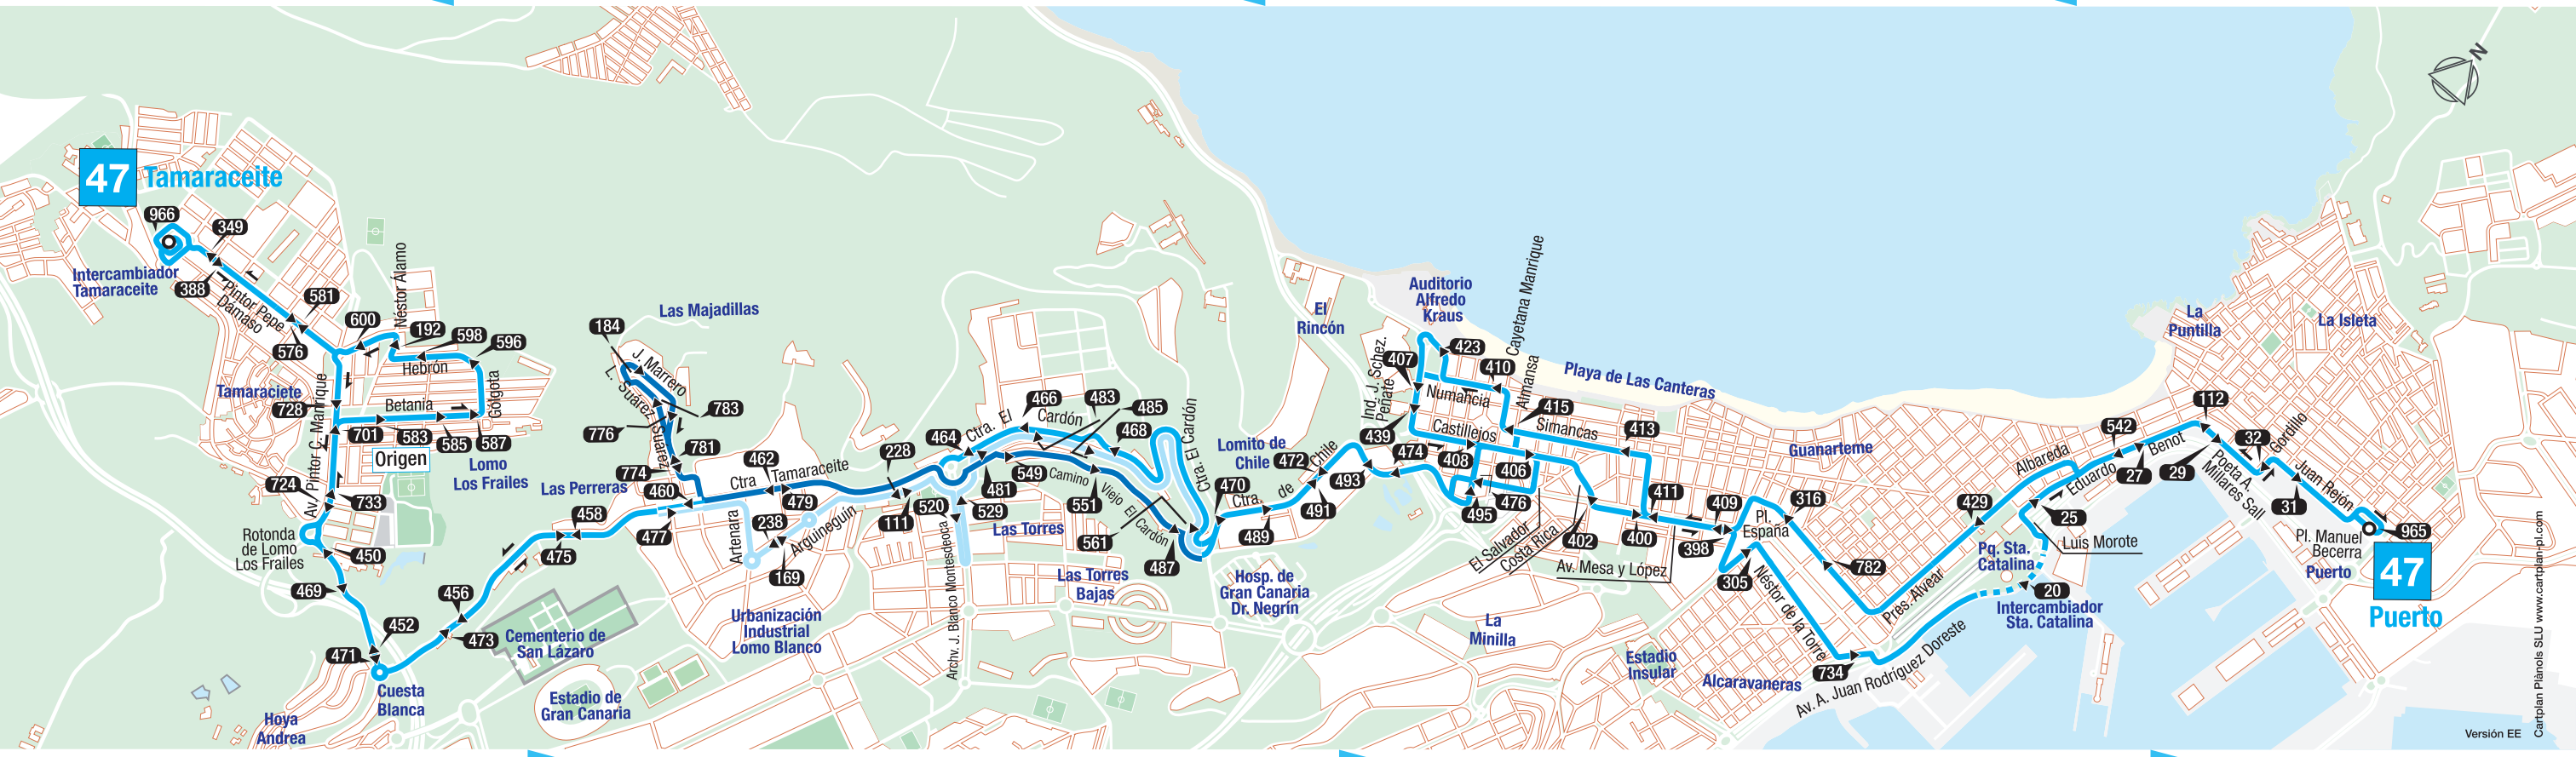 47 Tamaraceite
966
349
Intercambiador
Tamaraceite
388
Pintor Pepe
Damaso
581
576
600
Néstor Álamo
192
598
596
Hebrón
Tamaraciete
728
Av. Pintor C. Manrique
Betania
Gólgota
701
583
585
587
Origen
Lomo
Los Frailes
724
733
Rotonda
de Lomo
Los Frailes
450
469
452
471
Cuesta
Blanca
Hoya
Andrea
456
473
458
475
Las Perreras
Cementerio de
San Lázaro
Estadio de
Gran Canaria
Las Majadillas
184
J. Marrero
L. Suárez
Suárez
783
776
781
774
460
477
Ctra
Tamaraceite
462
479
Artenara
238
169
Arguineguín
Urbanización
Industrial
Lomo Blanco
228
111
464
Ctra. El Cardón
466
483
485
468
481
549
520
529
Archv. J. Blanco Montesdeoca
Las Torres
Camino Viejo El Cardón
551
561
487
Las Torres
Bajas
Ctra. El Cardón
470
Ctra. de Chile
489
491
472
493
Lomito de
Chile
Hosp. de
Gran Canaria
Dr. Negrín
El
Rincón
Ind. J. Schez.
Peñate
Auditorio
Alfredo
Kraus
407
423
410
Cayetana Manrique
Almansa
Numancia
439
474
Castillejos
408
406
415
Simancas
413
476
495
El Salvador
Costa Rica
402
400
411
Av. Mesa y López
409
398
Playa de Las Canteras
Guanarteme
La
Minilla
Pl.
España
316
305
782
Néstor de la Torre
734
Estadio
Insular
Alcaravaneras
Av. A. Juan Rodríguez Doreste
Pres. Alvear
429
Albareda
Eduardo Benot
542
27
25
Luis Morote
Pq. Sta.
Catalina
20
Intercambiador
Sta. Catalina
112
29
Poeta A.
Millares Sall
32
Gordillo
31
Juan Rejón
La
Puntilla
La Isleta
965
Pl. Manuel
Becerra
Puerto
47
Puerto
N
Versión EE
Cartplan Plànols SLU www.cartplan-pl.com